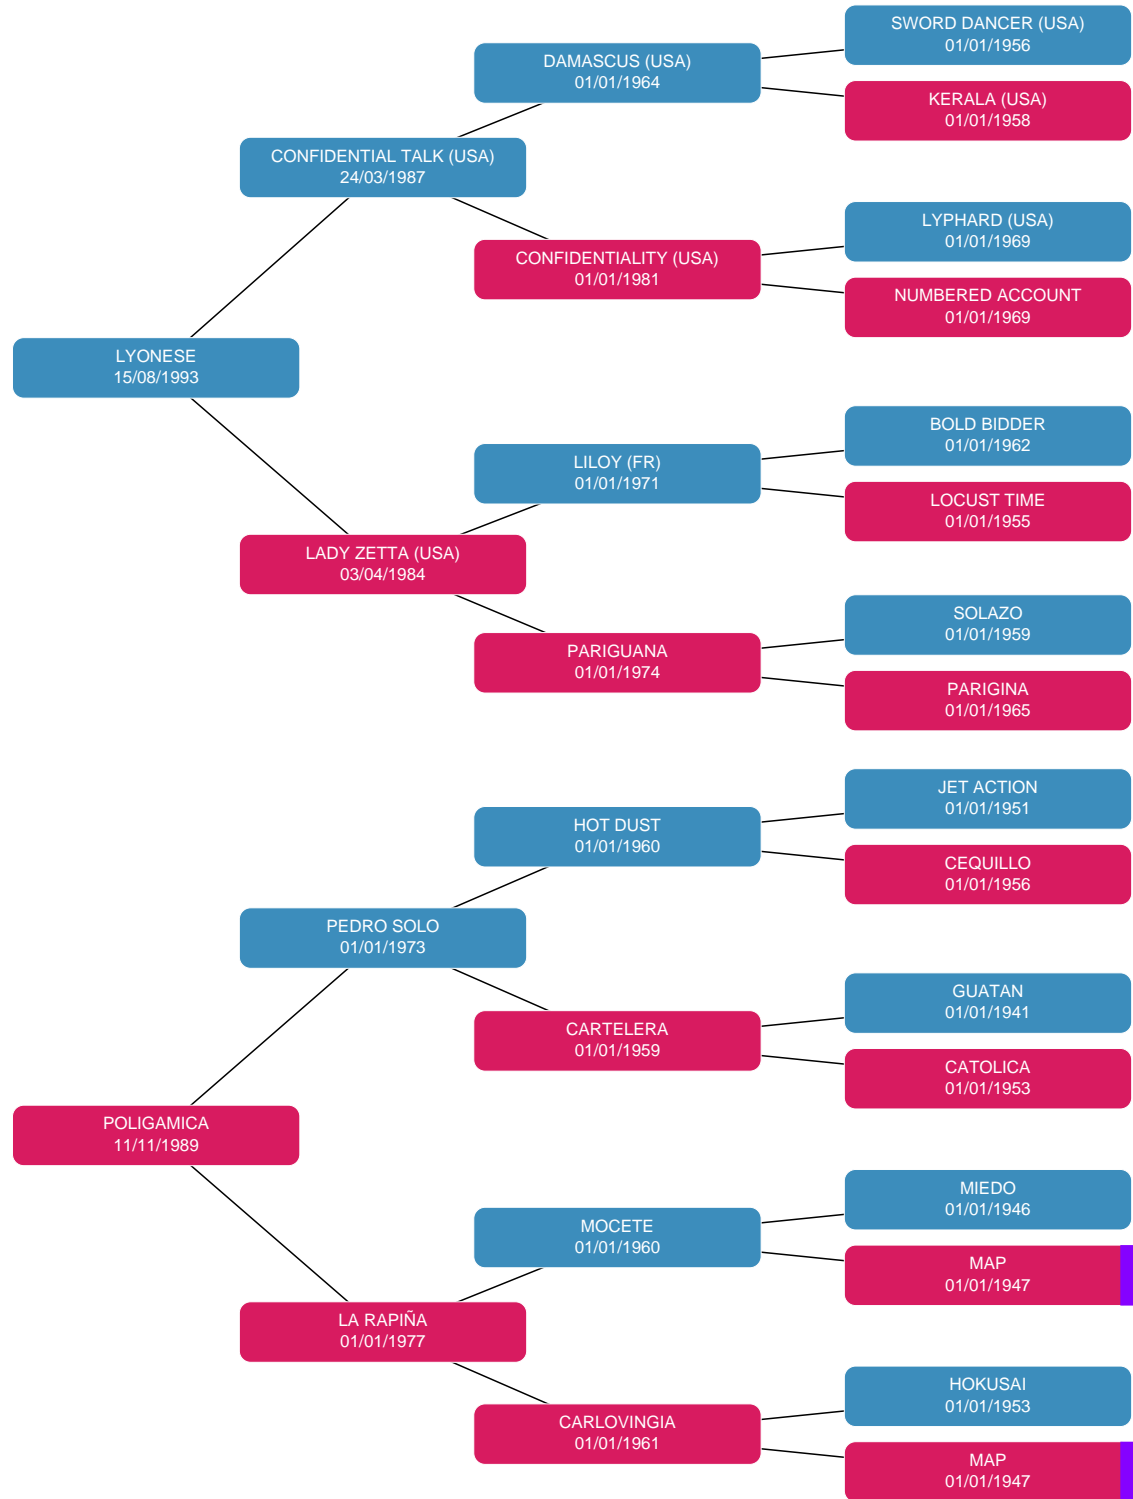 SWORD DANCER (USA)
01/01/1956
DAMASCUS (USA)
01/01/1964
KERALA (USA)
01/01/1958
CONFIDENTIAL TALK (USA)
24/03/1987
LYPHARD (USA)
01/01/1969
CONFIDENTIALITY (USA)
01/01/1981
NUMBERED ACCOUNT
01/01/1969
LYONESE
15/08/1993
BOLD BIDDER
01/01/1962
LILOY (FR)
01/01/1971
LOCUST TIME
01/01/1955
LADY ZETTA (USA)
03/04/1984
SOLAZO
01/01/1959
PARIGUANA
01/01/1974
PARIGINA
01/01/1965
JET ACTION
01/01/1951
HOT DUST
01/01/1960
CEQUILLO
01/01/1956
PEDRO SOLO
01/01/1973
GUATAN
01/01/1941
CARTELERA
01/01/1959
CATOLICA
01/01/1953
POLIGAMICA
11/11/1989
MIEDO
01/01/1946
MOCETE
01/01/1960
MAP
01/01/1947
LA RAPIÑA
01/01/1977
HOKUSAI
01/01/1953
CARLOVINGIA
01/01/1961
MAP
01/01/1947